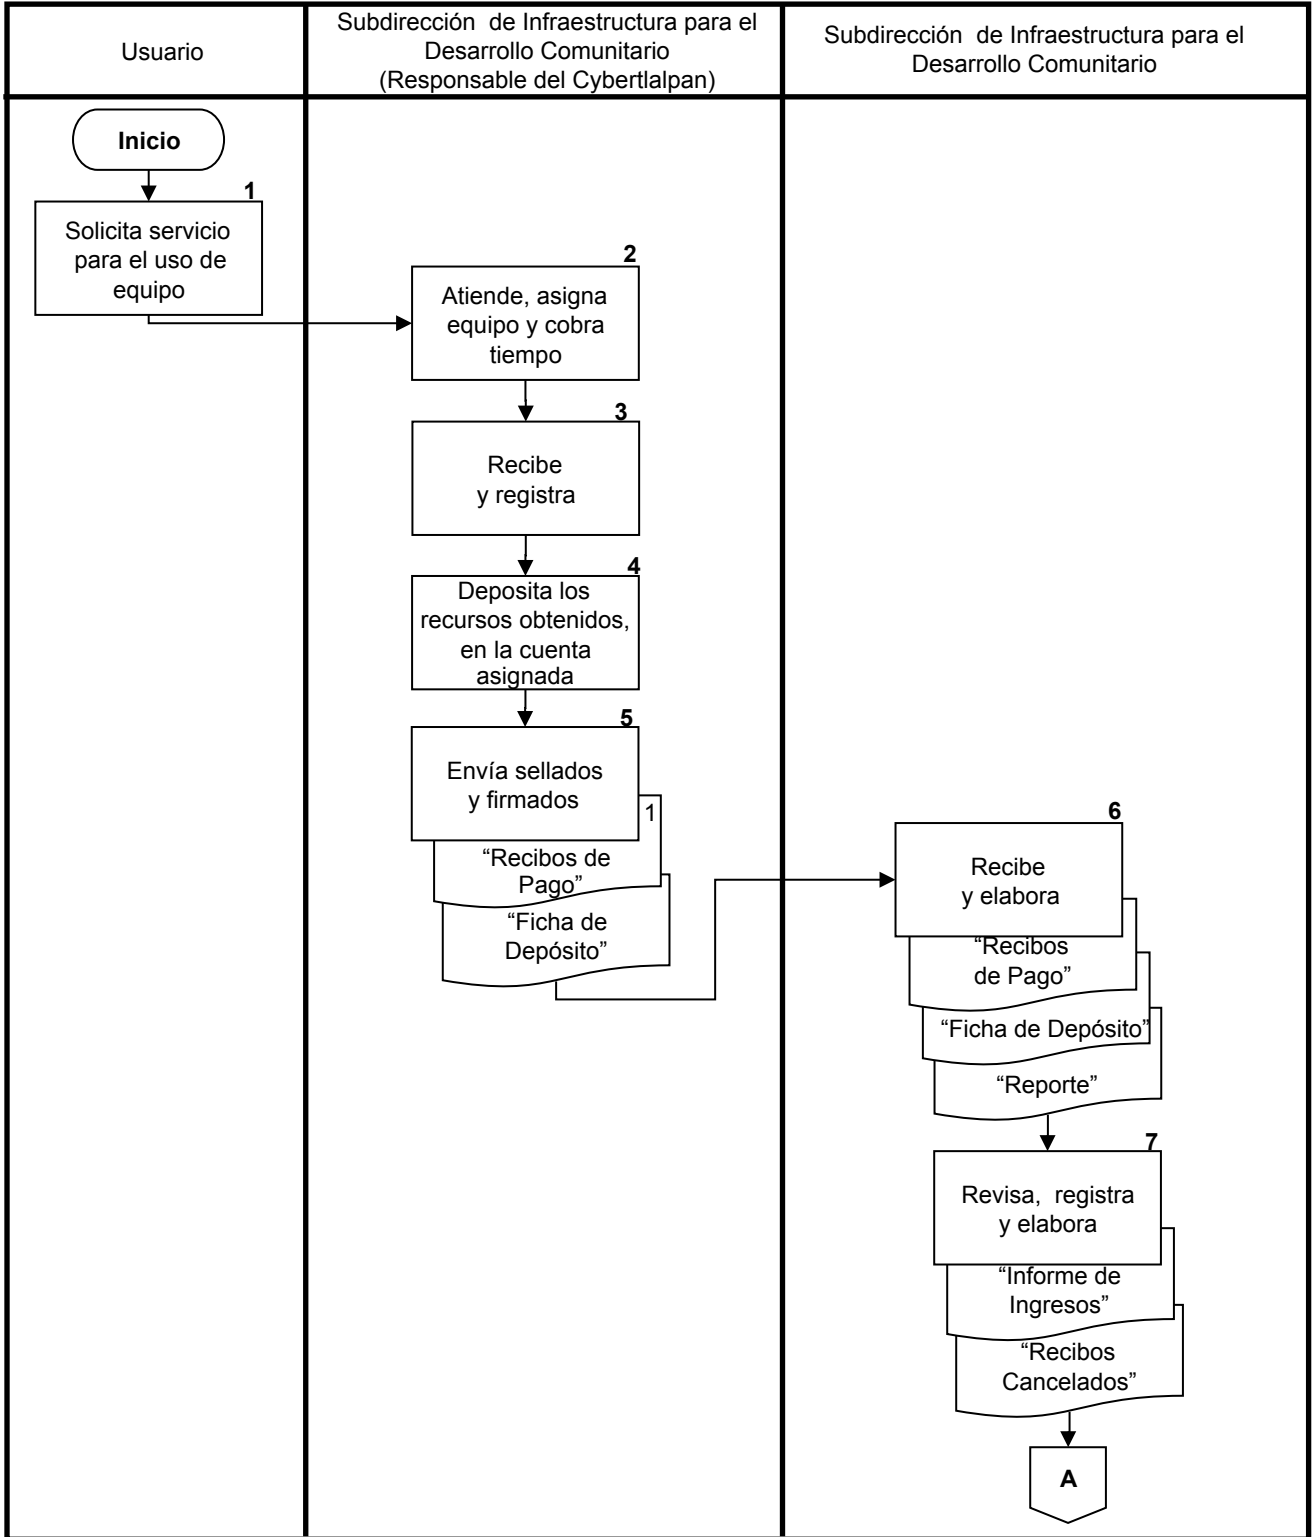 Usuario
Subdirección de Infraestructura para el
Desarrollo Comunitario
(Responsable del Cybertlalpan)
Subdirección de Infraestructura para el
Desarrollo Comunitario
Inicio
1
Solicita servicio
para el uso de
equipo
2
Atiende, asigna
equipo y cobra
tiempo
3
Recibe
y registra
4
Deposita los
recursos obtenidos,
en la cuenta
asignada
5
Envía sellados
y firmados
1
“Recibos de
Pago”
“Ficha de
Depósito”
6
Recibe
y elabora
“Recibos
de Pago”
“Ficha de Depósito”
“Reporte”
7
Revisa, registra
y elabora
“Informe de
Ingresos”
“Recibos
Cancelados”
A